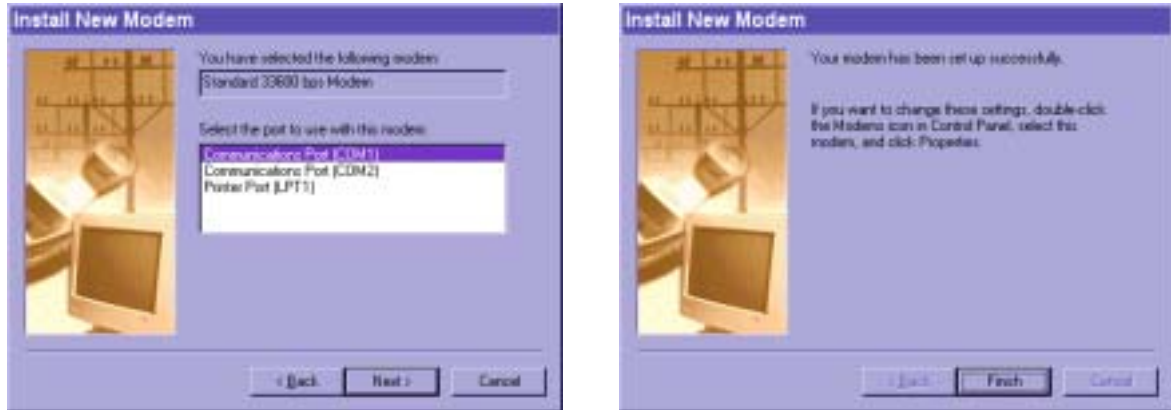 Install New Modem
You have selected the following modem:
Standard 33600 bps Modem
Select the port to use with this modem:
Communications Port (COM1)
Communications Port (COM2)
Printer Port (LPT1)
< Back
Next >
Cancel
Install New Modem
Your modem has been set up successfully.
If you want to change these settings, double-click
the Modems icon in Control Panel, select this
modem, and click Properties.
< Back
Finish
Cancel